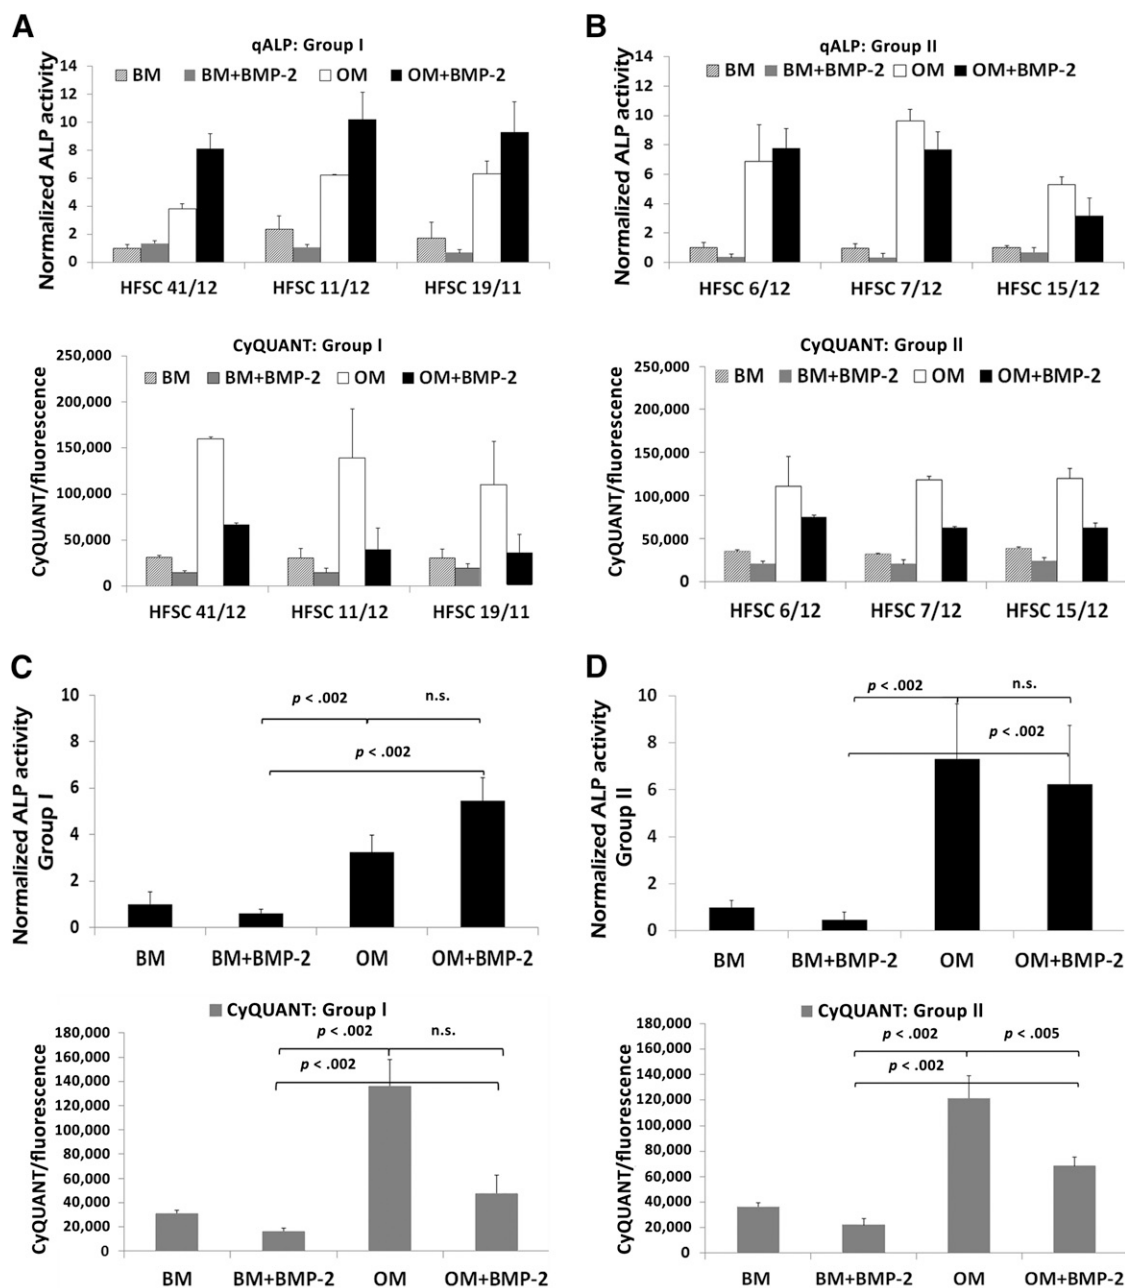 A
qALP: Group I
BM BM+BMP-2 OM OM+BMP-2
Normalized ALP activity
14
12
10
8
6
4
2
0
HFSC 41/12 HFSC 11/12 HFSC 19/11
B
qALP: Group II
BM BM+BMP-2 OM OM+BMP-2
Normalized ALP activity
14
12
10
8
6
4
2
0
HFSC 6/12 HFSC 7/12 HFSC 15/12
CyQUANT: Group I
BM BM+BMP-2 OM OM+BMP-2
CyQUANT/fluorescence
250,000
200,000
150,000
100,000
50,000
0
HFSC 41/12 HFSC 11/12 HFSC 19/11
CyQUANT: Group II
BM BM+BMP-2 OM OM+BMP-2
CyQUANT/fluorescence
250,000
200,000
150,000
100,000
50,000
0
HFSC 6/12 HFSC 7/12 HFSC 15/12
C
Normalized ALP activity
Group I
10
8
6
4
2
0
p < .002 n.s.
p < .002
BM BM+BMP-2 OM OM+BMP-2
D
Normalized ALP activity
Group II
10
8
6
4
2
0
p < .002 n.s.
p < .002
BM BM+BMP-2 OM OM+BMP-2
CyQUANT: Group I
CyQUANT/fluorescence
180,000
160,000
140,000
120,000
100,000
80,000
60,000
40,000
20,000
0
p < .002 n.s.
p < .002
BM BM+BMP-2 OM OM+BMP-2
CyQUANT: Group II
CyQUANT/fluorescence
180,000
160,000
140,000
120,000
100,000
80,000
60,000
40,000
20,000
0
p < .002 p < .005
p < .002
BM BM+BMP-2 OM OM+BMP-2